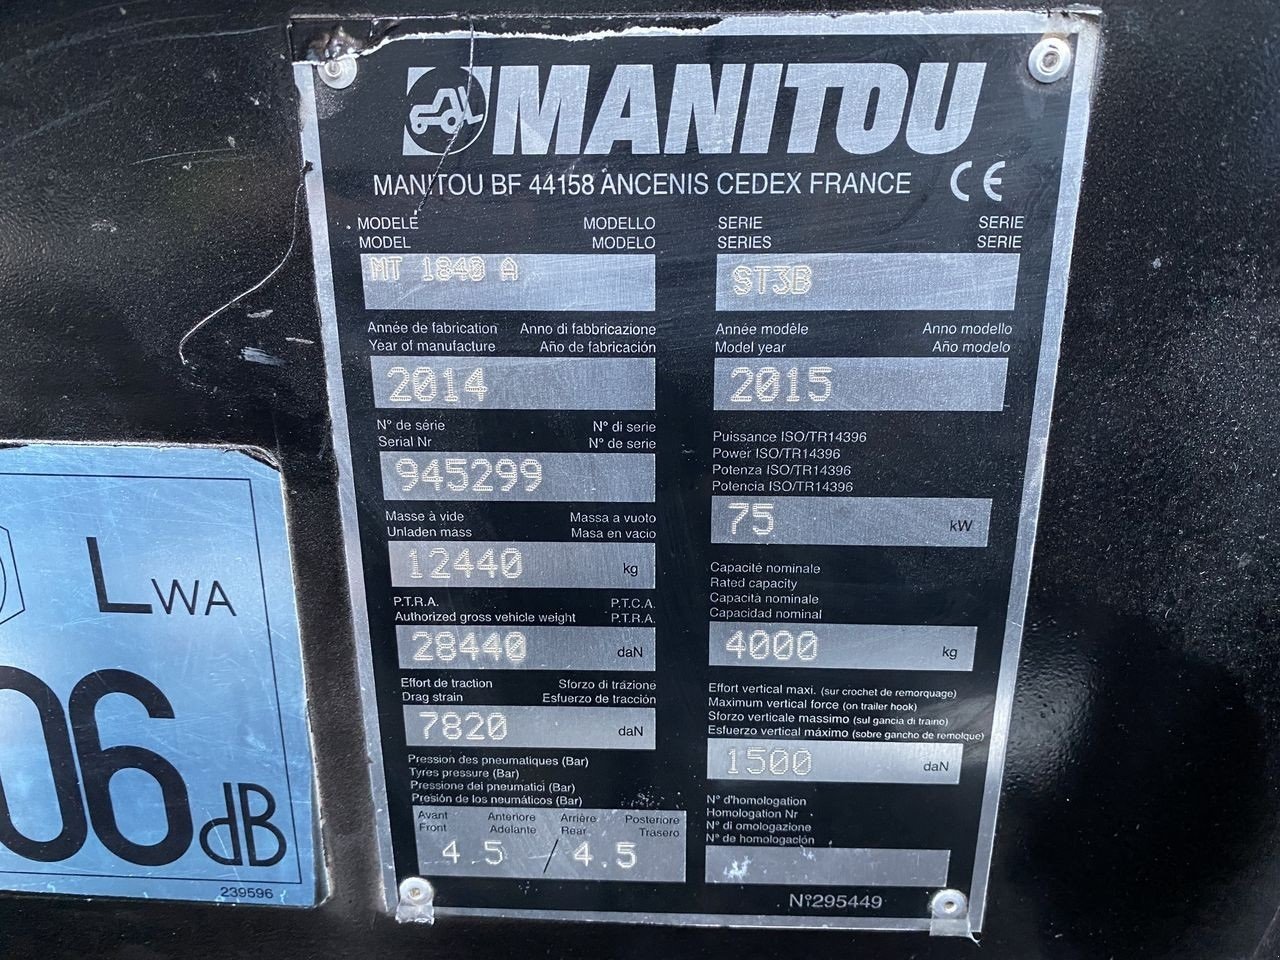 MANITOU
MANITOU BF 44158 ANCENIS CEDEX FRANCE CE
MODELE MODELLO
MODEL MODELO
MT 1840 A
SERIE SERIE
SERIES SERIE
ST3B
Année de fabrication Anno di fabbricazione
Year of manufacture Año de fabricación
2014
Année modèle Anno modello
Model year Año modelo
2015
N° de série N° di serie
Serial Nr N° de serie
945299
Puissance ISO/TR14396
Power ISO/TR14396
Potenza ISO/TR14396
Potencia ISO/TR14396
75 kW
Masse à vide Massa a vuoto
Unladen mass Masa en vacio
12440 kg
Capacité nominale
Rated capacity
Capacità nominale
Capacidad nominal
4000 kg
P.T.R.A. P.T.C.A.
Authorized gross vehicle weight P.T.R.A.
28440 daN
Effort de traction Sforzo di trazione
Drag strain Esfuerzo de tracción
7820 daN
Effort vertical maxi. (sur crochet de remorquage)
Maximum vertical force (on trailer hook)
Sforzo verticale massimo (sul gancia di traino)
Esfuerzo vertical máximo (sobre gancho de remolque)
1500 daN
Pression des pneumatiques (Bar)
Tyres pressure (Bar)
Pressione dei pneumatici (Bar)
Presión de los neumáticos (Bar)
Avant Anteriore Arrière Posteriore
Front Adelante Rear Trasero
4.5 / 4.5
N° d'homologation
Homologation Nr
N° di omologazione
N° de homologación
N°295449
LWA
06 dB
239596